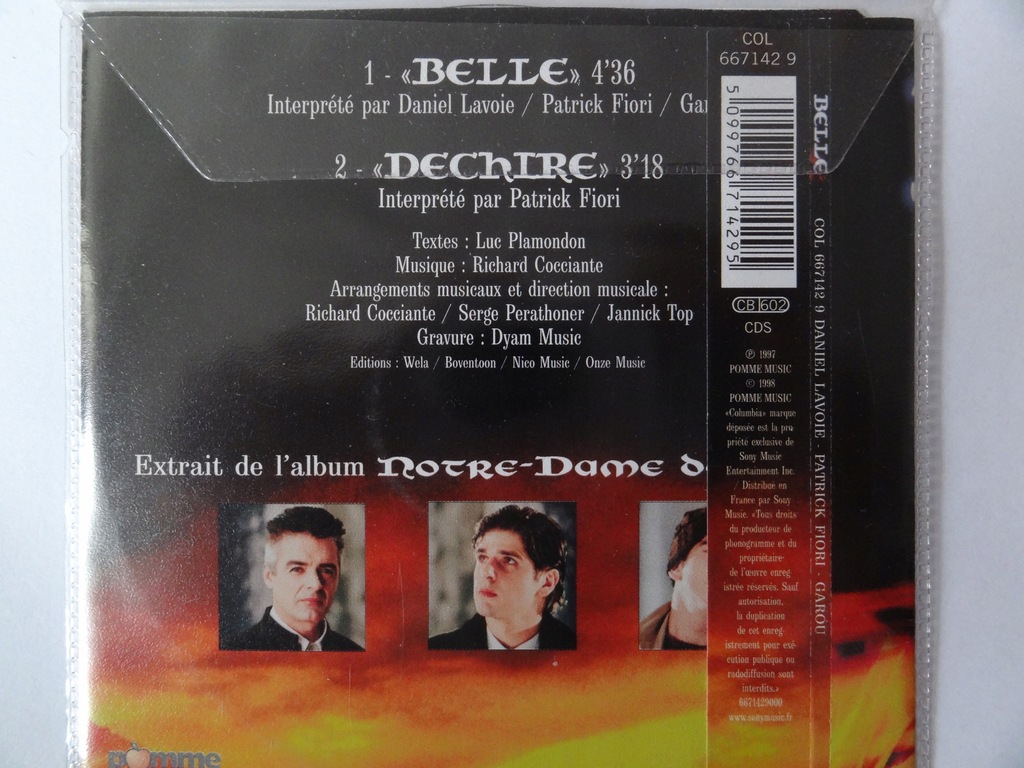 1 - «BELLE» 4'36
Interprété par Daniel Lavoie / Patrick Fiori / Ga
2 - «DECHIRE» 3'18
Interprété par Patrick Fiori
Textes : Luc Plamondon
Musique : Richard Cocciante
Arrangements musicaux et direction musicale :
Richard Cocciante / Serge Perathoner / Jannick Top
Gravure : Dyam Music
Editions : Wela / Boventoon / Nico Music / Onze Music
Extrait de l'album NOTRE-DAME D
pomme
COL
667142 9
5 099766 714295
CB 602
CDS
℗ 1997
POMME MUSIC
© 1998
POMME MUSIC
«Columbia» marque
déposée est la pro
priété exclusive de
Sony Music
Entertainment Inc.
/ Distribué en
France par Sony
Music. «Tous droits
du producteur de
phonogramme et du
propriétaire-
de l'œuvre enreg
istrée réservés. Sauf
autorisation,
la duplication
de cet enreg
istrement pour exé
cution publique ou
radodiffusion sont
interdits.»
6671429000
www.sonymusic.fr
BELLE
COL 667142 9 DANIEL LAVOIE · PATRICK FIORI · GAROU